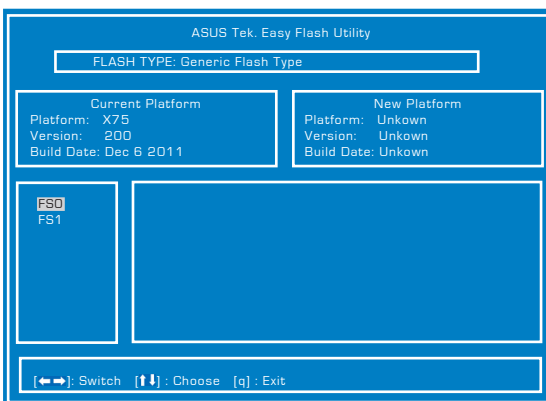 ASUS Tek. Easy Flash Utility
FLASH TYPE: Generic Flash Type
Current Platform
Platform: X75
Version: 200
Build Date: Dec 6 2011
New Platform
Platform: Unkown
Version: Unkown
Build Date: Unkown
FS0
FS1
[⬅➡]: Switch [⬆⬇] : Choose [q] : Exit